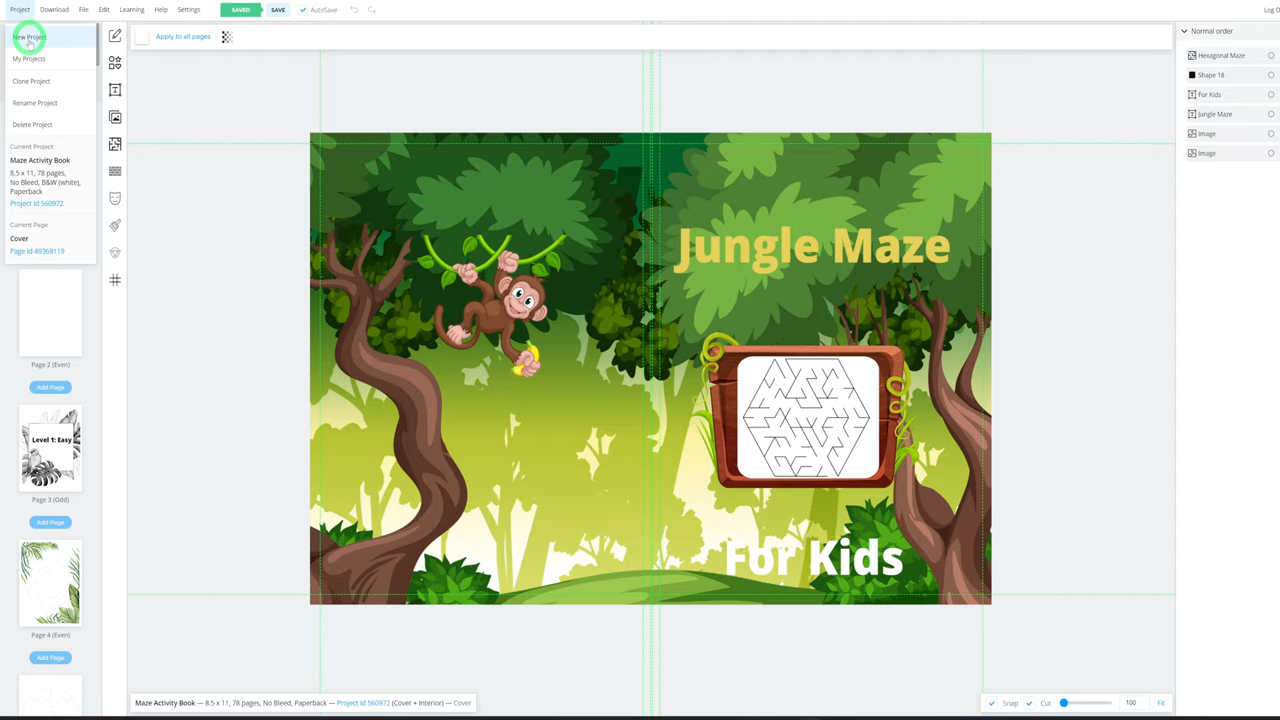 Project Download File Edit Learning Help Settings SAVED SAVE AutoSave Log O
New Project
My Projects
Clone Project
Rename Project
Delete Project
Current Project
Maze Activity Book
8.5 x 11, 78 pages,
No Bleed, B&W (white),
Paperback
Project Id 560972
Current Page
Cover
Page Id 49369119
Page 2 (Even)
Add Page
Level 1: Easy
Page 3 (Odd)
Add Page
Page 4 (Even)
Add Page
Apply to all pages
Jungle Maze
For Kids
Maze Activity Book — 8.5 x 11, 78 pages, No Bleed, Paperback — Project Id 560972 (Cover + Interior) — Cover
Snap Cut 100 Fit
Normal order
Hexagonal Maze
Shape 18
For Kids
Jungle Maze
Image
Image